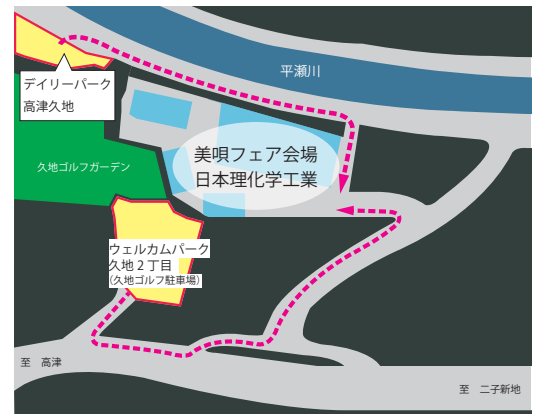 平瀬川
デイリーパーク
高津久地
美唄フェア会場
日本理化学工業
久地ゴルフガーデン
ウェルカムパーク
久地2丁目
(久地ゴルフ駐車場)
至　高津
至　二子新地